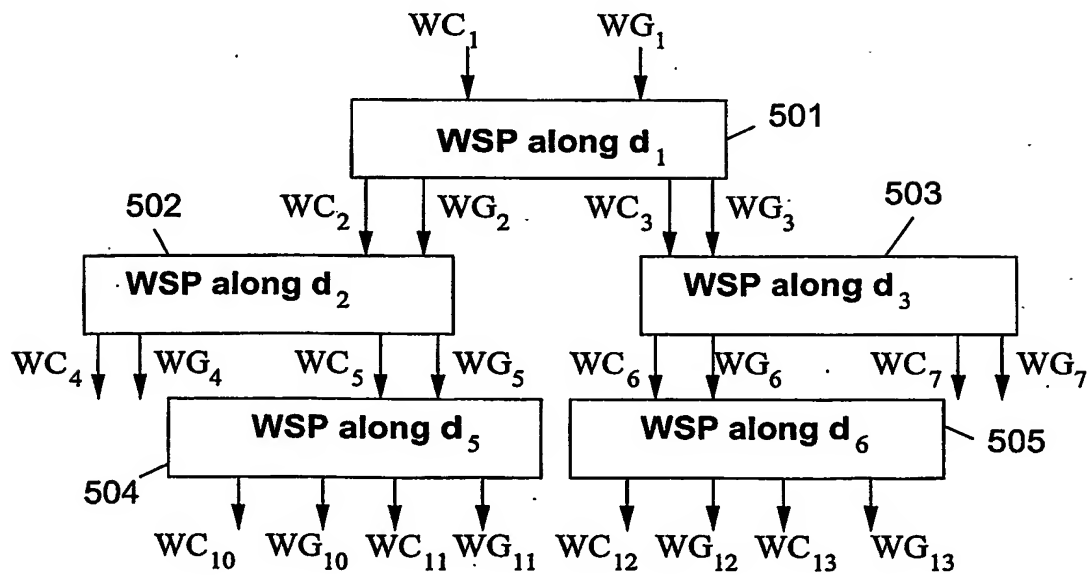 WC₁ WG₁
WSP along d₁
501
WC₂ WG₂ WC₃ WG₃
502
503
WSP along d₂
WSP along d₃
WC₄ WG₄ WC₅ WG₅ WC₆ WG₆ WC₇ WG₇
WSP along d₅
WSP along d₆
504
505
WC₁₀ WG₁₀ WC₁₁ WG₁₁ WC₁₂ WG₁₂ WC₁₃ WG₁₃